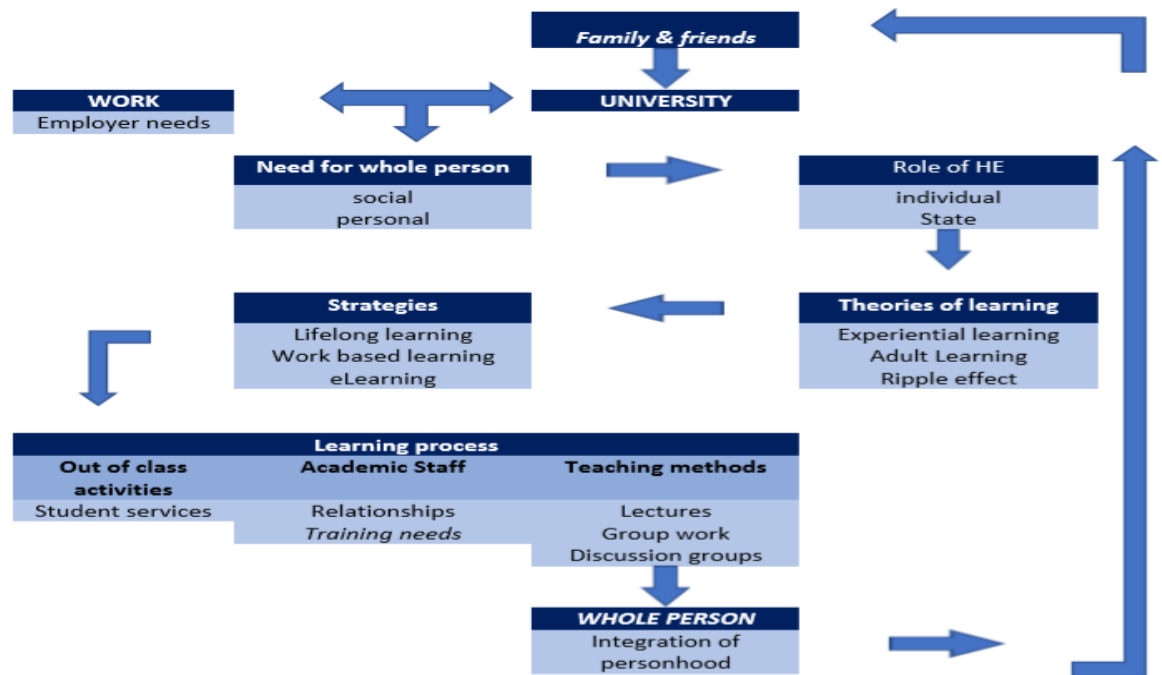 Family & friends
WORK
UNIVERSITY
Employer needs
Need for whole person
social
personal
Role of HE
individual
State
Strategies
Lifelong learning
Work based learning
eLearning
Theories of learning
Experiential learning
Adult Learning
Ripple effect
Learning process
Out of class
activities
Student services
Academic Staff
Relationships
Training needs
Teaching methods
Lectures
Group work
Discussion groups
WHOLE PERSON
Integration of
personhood